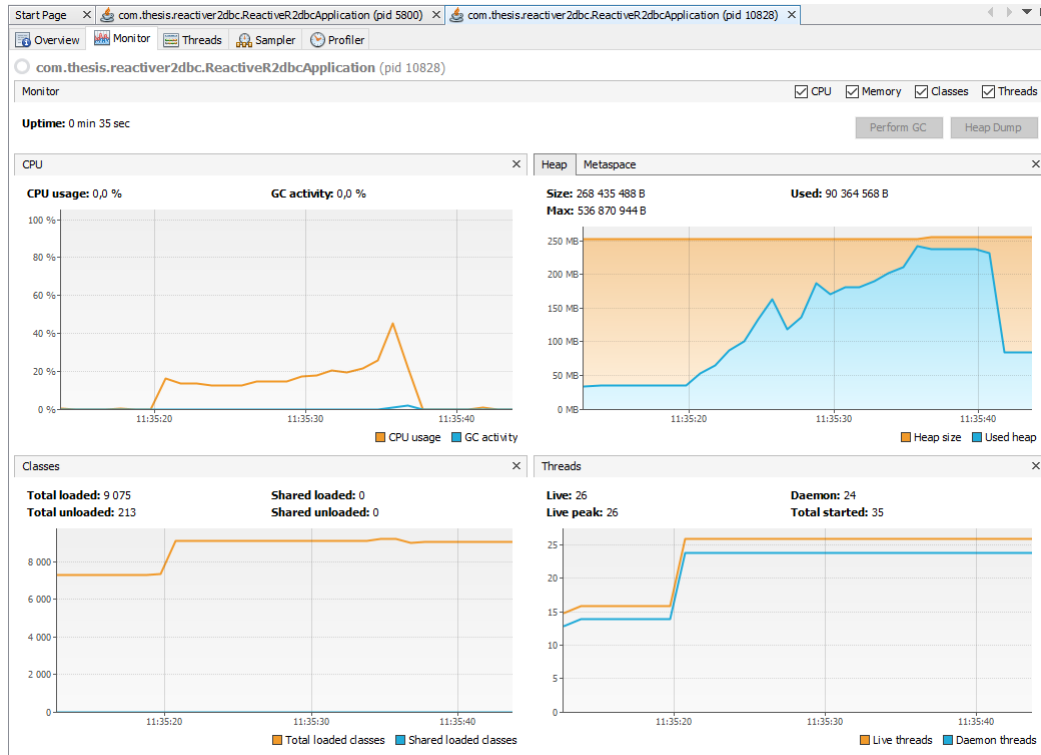 Start Page com.thesis.reactiver2dbc.ReactiveR2dbcApplication (pid 5800) com.thesis.reactiver2dbc.ReactiveR2dbcApplication (pid 10828)
Overview Monitor Threads Sampler Profiler
com.thesis.reactiver2dbc.ReactiveR2dbcApplication (pid 10828)
Monitor CPU Memory Classes Threads
Uptime: 0 min 35 sec Perform GC Heap Dump
CPU
CPU usage: 0,0 % GC activity: 0,0 %
100 %
80 %
60 %
40 %
20 %
0 %
11:35:20 11:35:30 11:35:40
CPU usage GC activity
Heap Metaspace
Size: 268 435 488 B Used: 90 364 568 B
Max: 536 870 944 B
250 MB
200 MB
150 MB
100 MB
50 MB
0 MB
11:35:20 11:35:30 11:35:40
Heap size Used heap
Classes
Total loaded: 9 075 Shared loaded: 0
Total unloaded: 213 Shared unloaded: 0
8 000
6 000
4 000
2 000
0
11:35:20 11:35:30 11:35:40
Total loaded classes Shared loaded classes
Threads
Live: 26 Daemon: 24
Live peak: 26 Total started: 35
25
20
15
10
5
0
11:35:20 11:35:30 11:35:40
Live threads Daemon threads